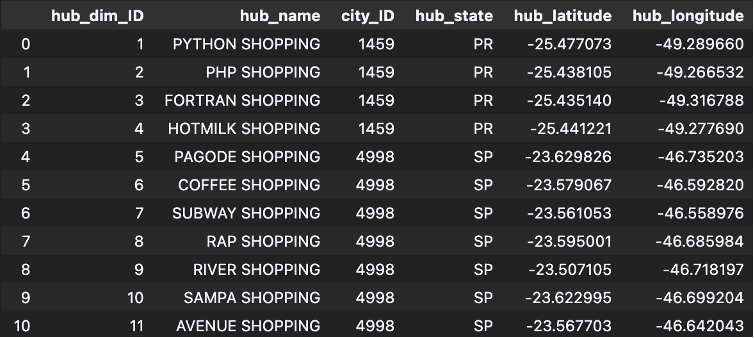 hub_dim_ID hub_name city_ID hub_state hub_latitude hub_longitude
0 1 PYTHON SHOPPING 1459 PR -25.477073 -49.289660
1 2 PHP SHOPPING 1459 PR -25.438105 -49.266532
2 3 FORTRAN SHOPPING 1459 PR -25.435140 -49.316788
3 4 HOTMILK SHOPPING 1459 PR -25.441221 -49.277690
4 5 PAGODE SHOPPING 4998 SP -23.629826 -46.735203
5 6 COFFEE SHOPPING 4998 SP -23.579067 -46.592820
6 7 SUBWAY SHOPPING 4998 SP -23.561053 -46.558976
7 8 RAP SHOPPING 4998 SP -23.595001 -46.685984
8 9 RIVER SHOPPING 4998 SP -23.507105 -46.718197
9 10 SAMPA SHOPPING 4998 SP -23.622995 -46.699204
10 11 AVENUE SHOPPING 4998 SP -23.567703 -46.642043